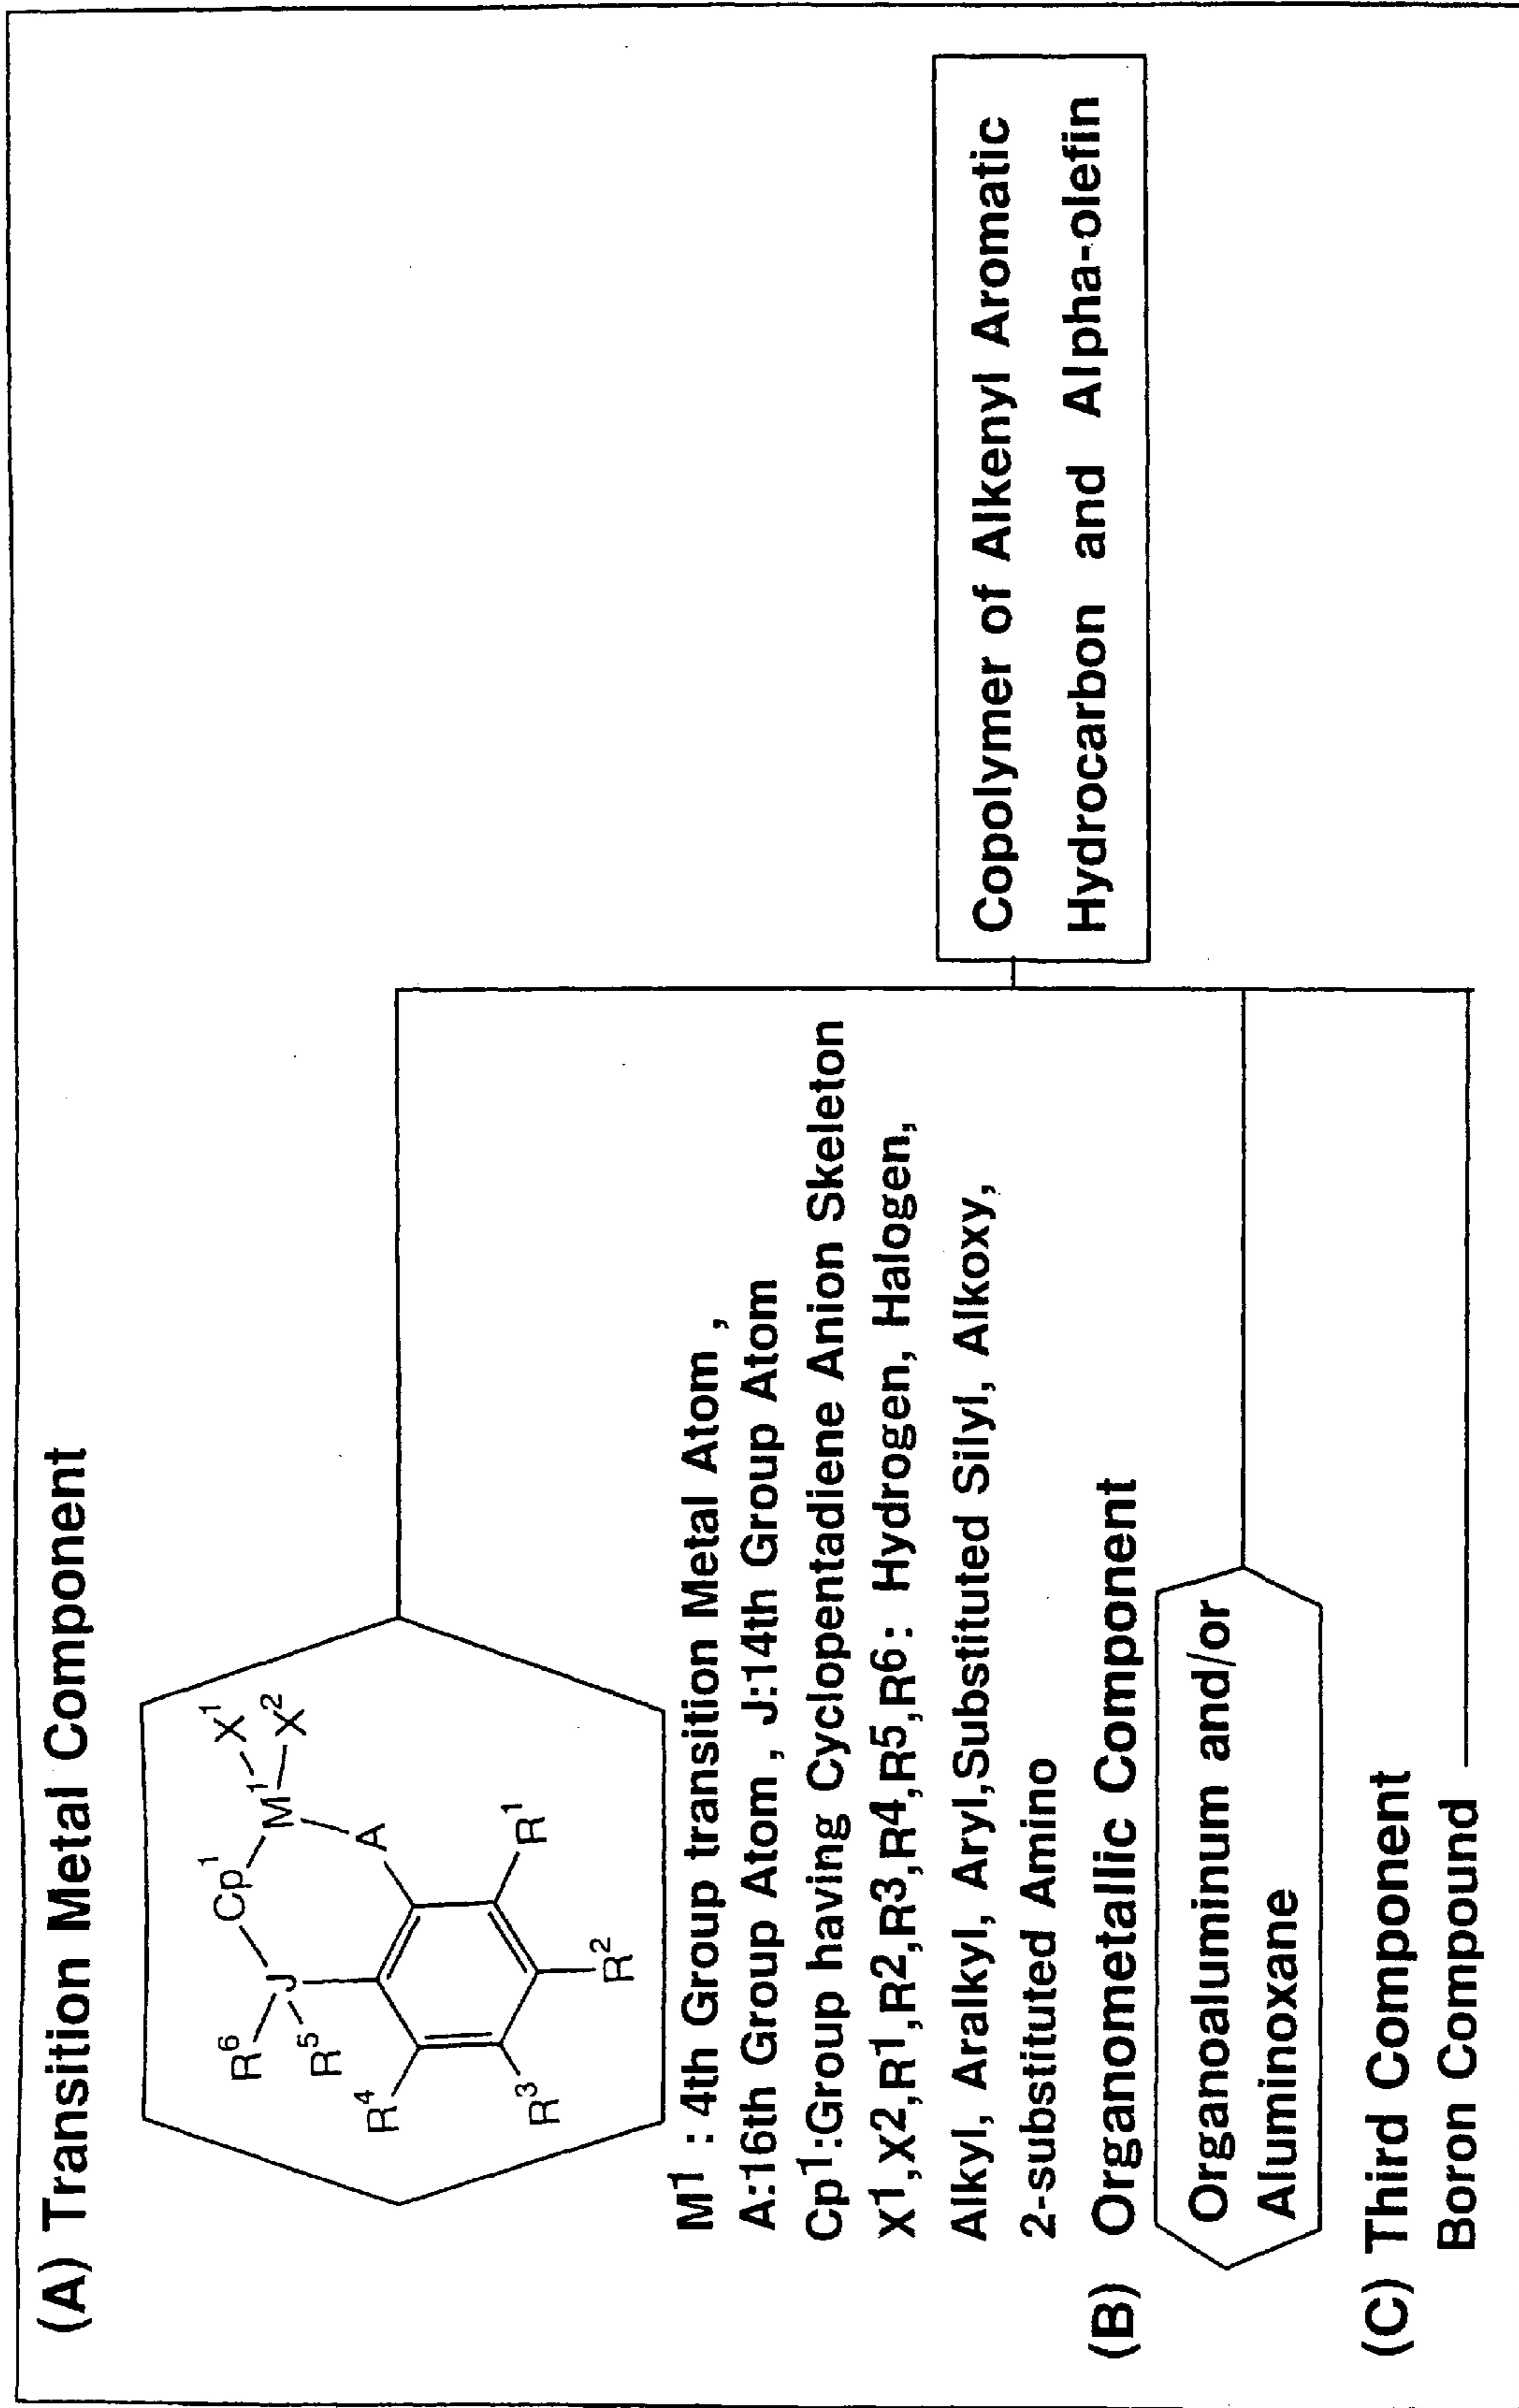 (A) Transition Metal Component
R⁶
R⁵
J
Cp¹
M¹
X¹
X²
A
R⁴
R³
R²
R¹
M¹ : 4th Group transition Metal Atom ,
A:16th Group Atom , J:14th Group Atom
Cp¹:Group having Cyclopentadiene Anion Skeleton
X¹,X²,R¹,R²,R³,R⁴,R⁵,R⁶: Hydrogen, Halogen,
Alkyl, Aralkyl, Aryl,Substituted Silyl, Alkoxy,
2-substituted Amino
(B) Organometallic Component
Organoaluminum and/or
Aluminoxane
(C) Third Component
Boron Compound
Copolymer of Alkenyl Aromatic
Hydrocarbon and Alpha-olefin